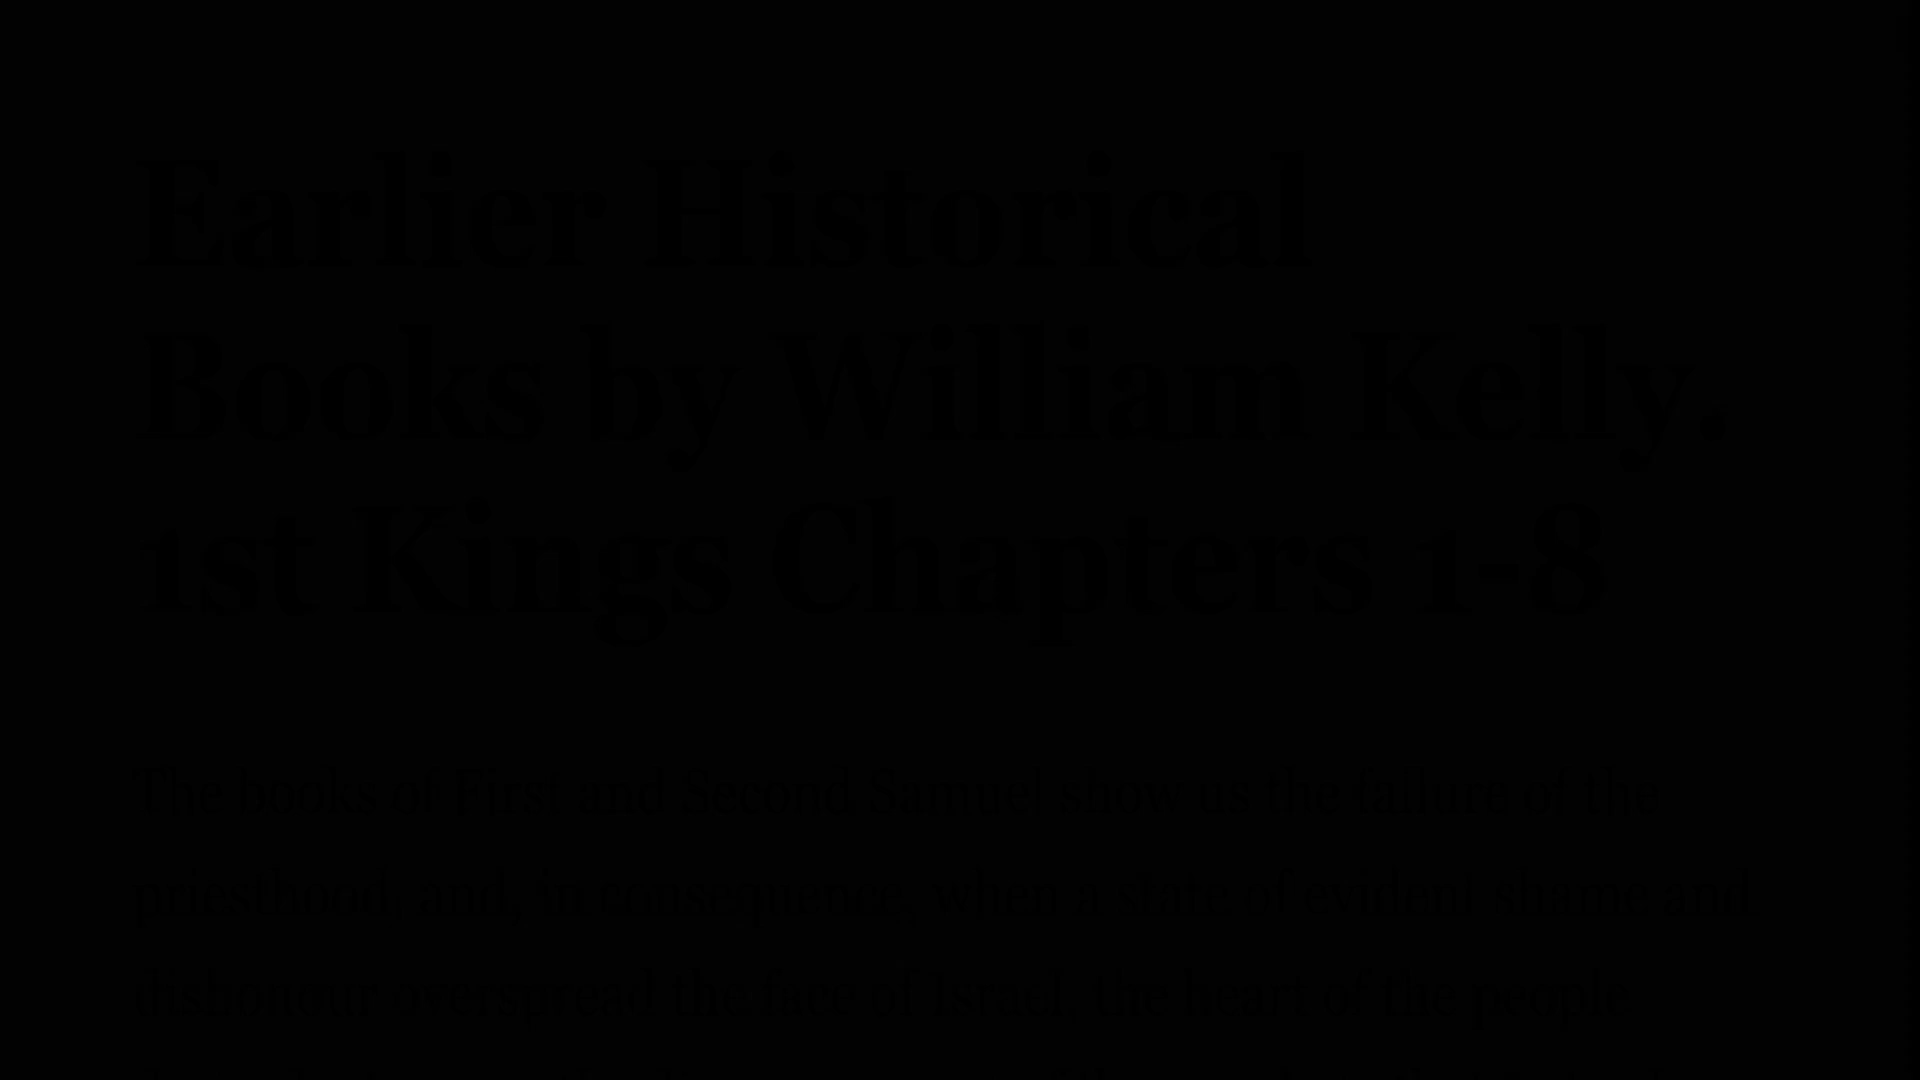 Earlier Historical
Books by William Kelly.
1st Kings Chapters 1-8
The books of First and Second Samuel show us the failure of the
priesthood, and, in consequence, when a state of evident shame and
dishonour overspread the face of Israel, the heart of the people